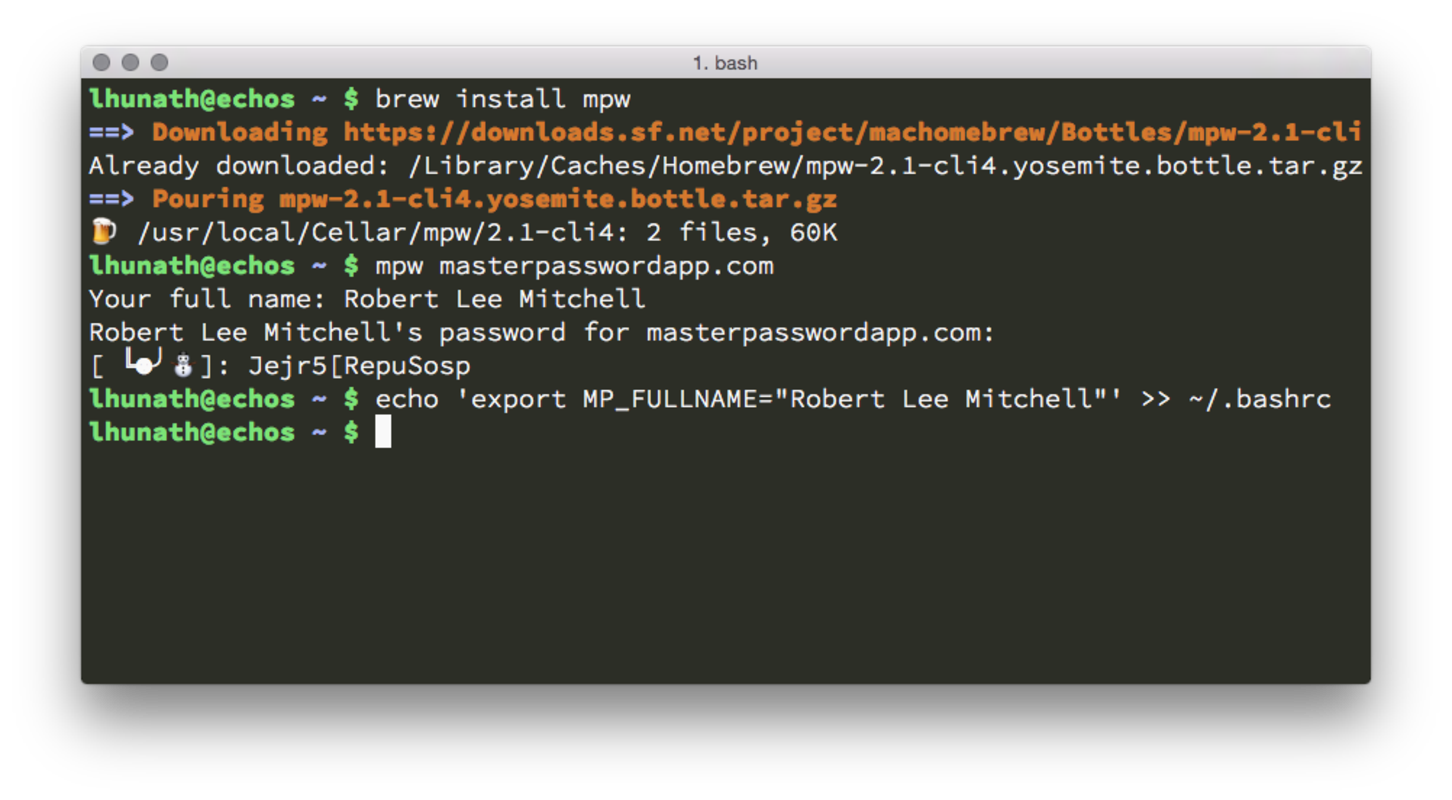 1. bash
lhunath@echos ~ $ brew install mpw
==> Downloading https://downloads.sf.net/project/machomebrew/Bottles/mpw-2.1-cli
Already downloaded: /Library/Caches/Homebrew/mpw-2.1-cli4.yosemite.bottle.tar.gz
==> Pouring mpw-2.1-cli4.yosemite.bottle.tar.gz
🍺 /usr/local/Cellar/mpw/2.1-cli4: 2 files, 60K
lhunath@echos ~ $ mpw masterpasswordapp.com
Your full name: Robert Lee Mitchell
Robert Lee Mitchell's password for masterpasswordapp.com:
[ ╚●╯⛄]: Jejr5[RepuSosp
lhunath@echos ~ $ echo 'export MP_FULLNAME="Robert Lee Mitchell"' >> ~/.bashrc
lhunath@echos ~ $